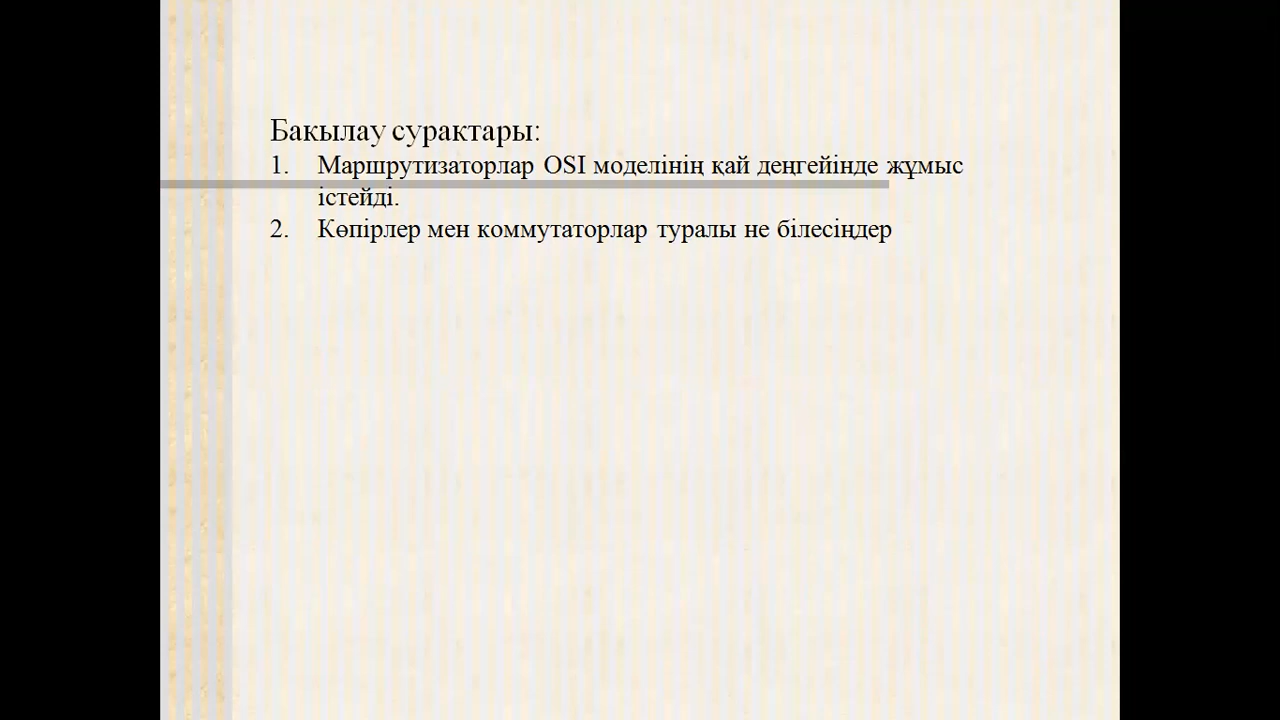 Бакылау сурактары:
1. Маршрутизаторлар OSI моделінің қай деңгейінде жұмыс
істейді.
2. Көпірлер мен коммутаторлар туралы не білесіңдер